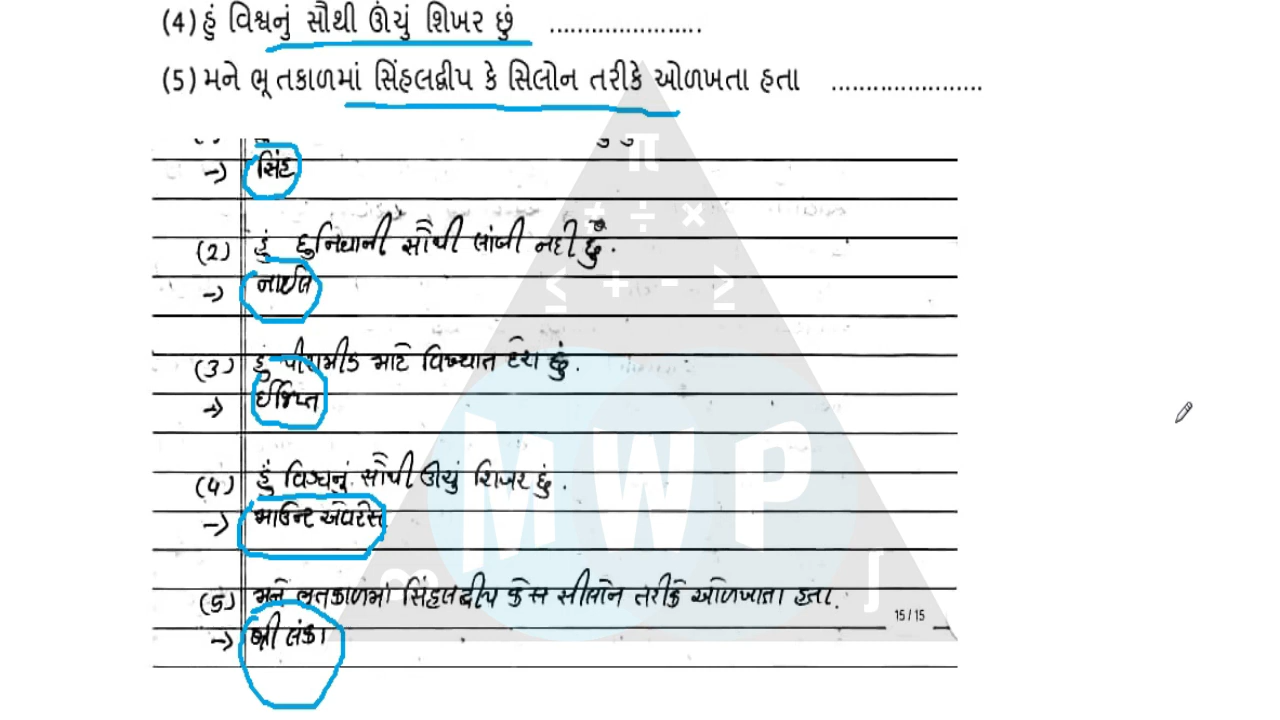 (4) હું વિશ્વનું સૌથી ઊંચું શિખર છું ......................
(5) મને ભૂતકાળમાં સિંહલદ્વીપ કે સિલોન તરીકે ઓળખતા હતા ......................
→ સિંહ
(2) હું દુનિયાની સૌથી લાંબી નદી છું.
→ નાઈલ
(3) હું પીરામીડ માટે વિખ્યાત દેશ છું.
→ ઈજિપ્ત
(4) હું વિશ્વનું સૌથી ઊંચું શિખર છું.
→ માઉન્ટ એવરેસ્ટ
(5) મને ભૂતકાળમાં સિંહલદ્વીપ કે સીલોન તરીકે ઓળખાતા હતા.
→ શ્રીલંકા
15 / 15
π
+ ÷ ×
≤ + - ≥
MWP
∞ ∫